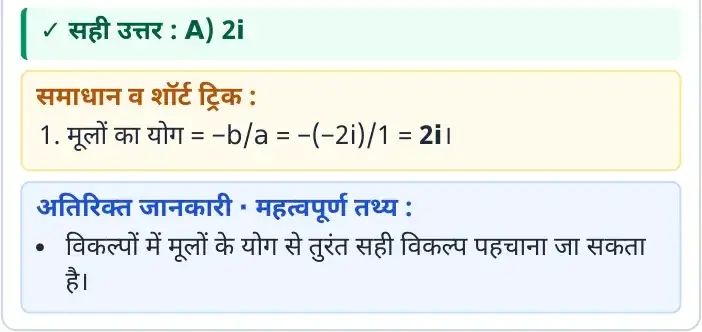 ✓ सही उत्तर : A) 2i
समाधान व शॉर्ट ट्रिक :
1. मूलों का योग = −b/a = −(−2i)/1 = 2i।
अतिरिक्त जानकारी · महत्वपूर्ण तथ्य :
• विकल्पों में मूलों के योग से तुरंत सही विकल्प पहचाना जा सकता
है।